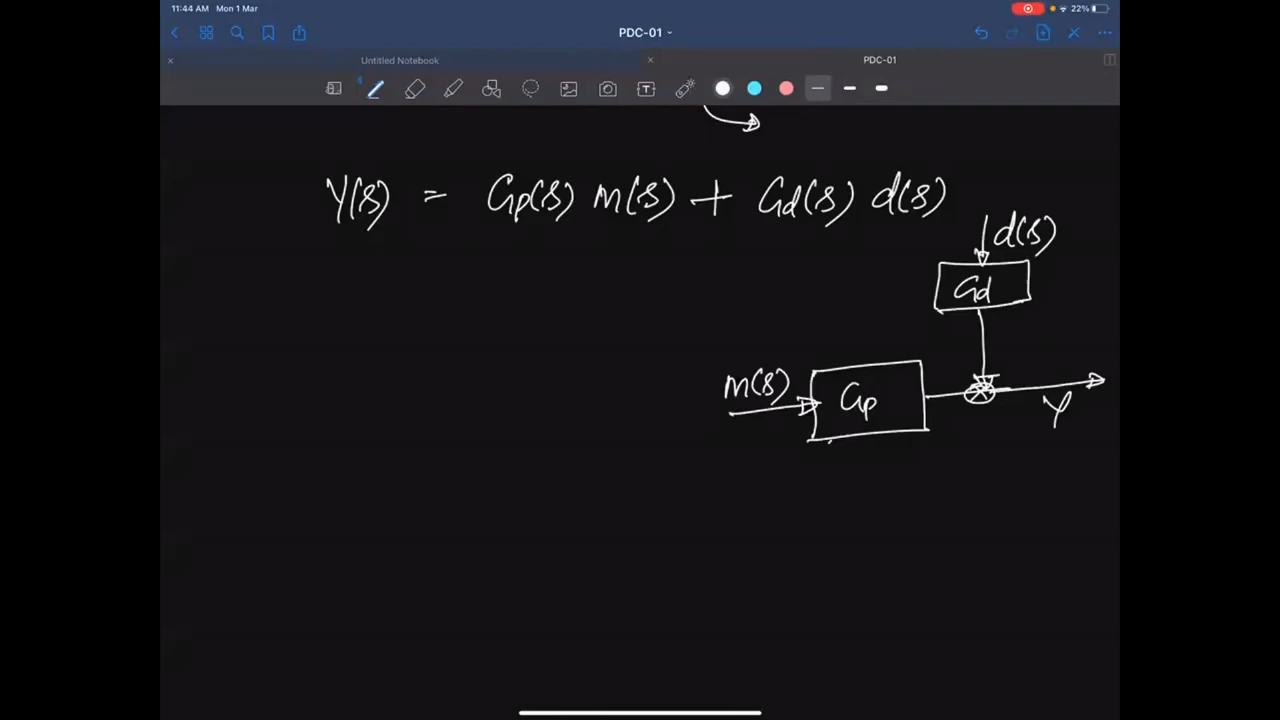 11:44 AM Mon 1 Mar 22%
PDC-01
Untitled Notebook PDC-01
Y(s) = Gp(s) m(s) + Gd(s) d(s)
d(s)
Gd
m(s) Gp Y